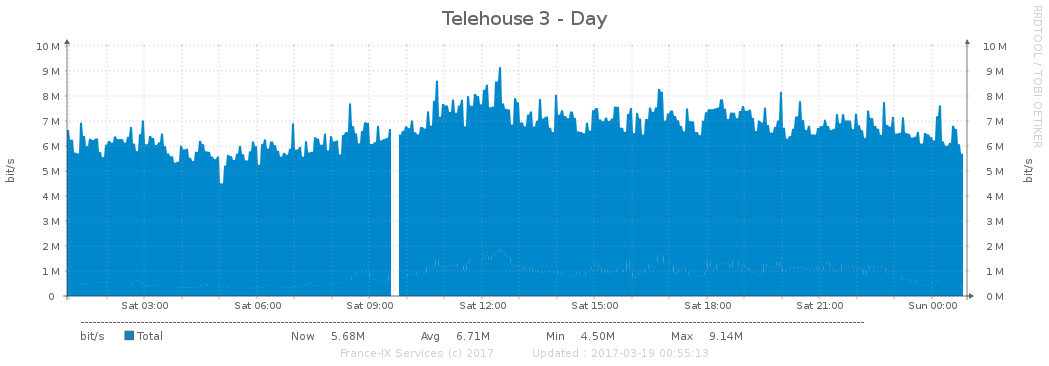 Telehouse 3 - Day
RRDTOOL / TOBI OETIKER
bit/s
10 M 10 M
9 M 9 M
8 M 8 M
7 M 7 M
6 M 6 M
5 M 5 M
4 M 4 M
3 M 3 M
2 M 2 M
1 M 1 M
0 0 M
bit/s
Sat 03:00 Sat 06:00 Sat 09:00 Sat 12:00 Sat 15:00 Sat 18:00 Sat 21:00 Sun 00:00
bit/s Total Now 5.68M Avg 6.71M Min 4.50M Max 9.14M
France-IX Services (c) 2017 Updated : 2017-03-19 00:55:13